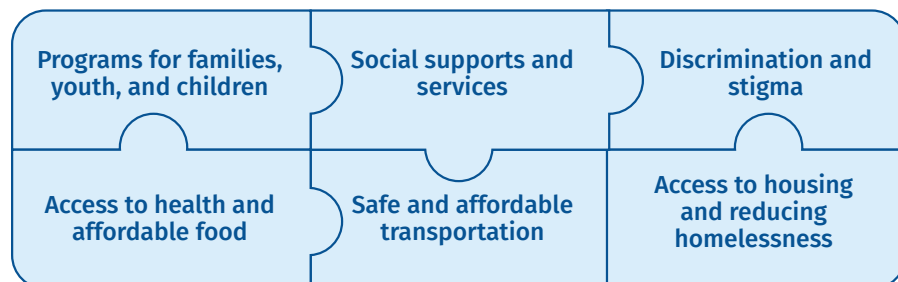 Programs for families,
youth, and children
Social supports and
services
Discrimination and
stigma
Access to health and
affordable food
Safe and affordable
transportation
Access to housing
and reducing
homelessness